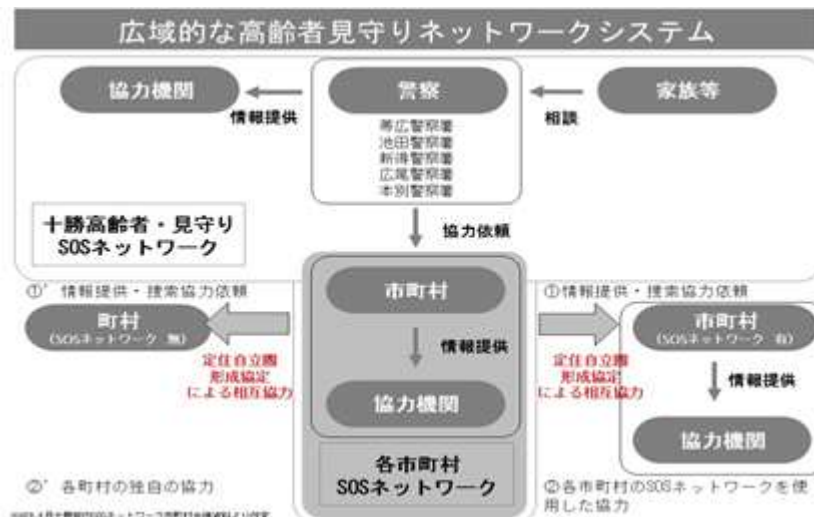 広域的な高齢者見守りネットワークシステム
協力機関
警察
家族等
情報提供
相談
帯広警察署
池田警察署
新得警察署
広尾警察署
本別警察署
十勝高齢者・見守り
SOSネットワーク
協力依頼
①’ 情報提供・捜索協力依頼
市町村
①情報提供・捜索協力依頼
町村
(SOSネットワーク 無)
市町村
(SOSネットワーク 有)
情報提供
定住自立圏
形成協定
による相互協力
定住自立圏
形成協定
による相互協力
情報提供
協力機関
協力機関
各市町村
SOSネットワーク
②’ 各町村の独自の協力
②各市町村のSOSネットワークを使
用した協力